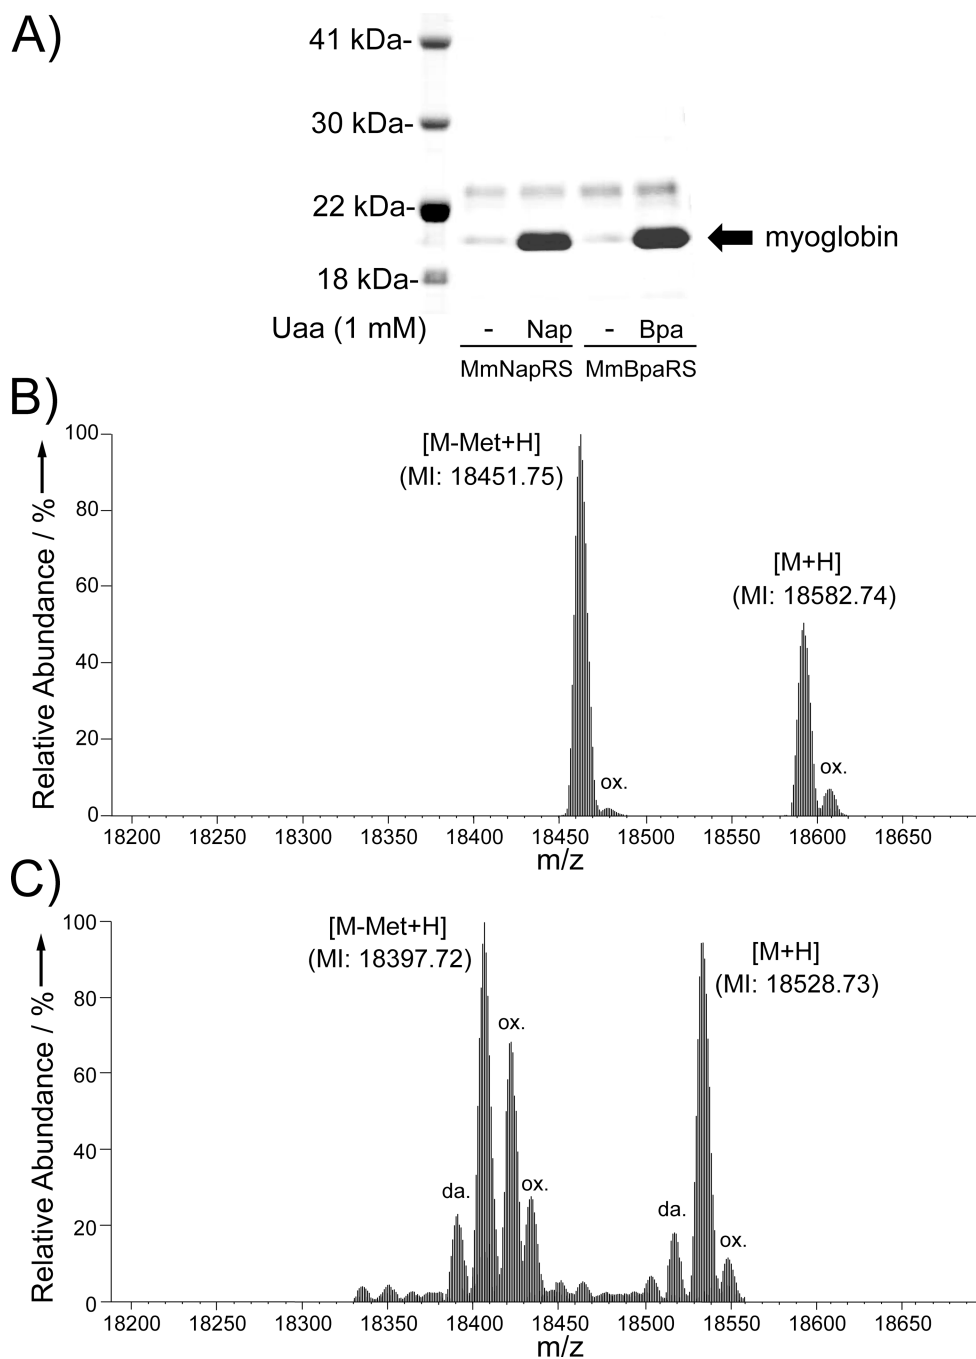 A)
41 kDa-
30 kDa-
22 kDa-
myoglobin
18 kDa-
Uaa (1 mM) - Nap - Bpa
MmNapRS MmBpaRS
B)
Relative Abundance / %
100
80
60
40
20
0
[M-Met+H]
(MI: 18451.75)
ox.
[M+H]
(MI: 18582.74)
ox.
18200 18250 18300 18350 18400 18450 18500 18550 18600 18650
m/z
C)
Relative Abundance / %
100
80
60
40
20
0
[M-Met+H]
(MI: 18397.72)
da.
ox.
ox.
[M+H]
(MI: 18528.73)
da.
ox.
18200 18250 18300 18350 18400 18450 18500 18550 18600 18650
m/z